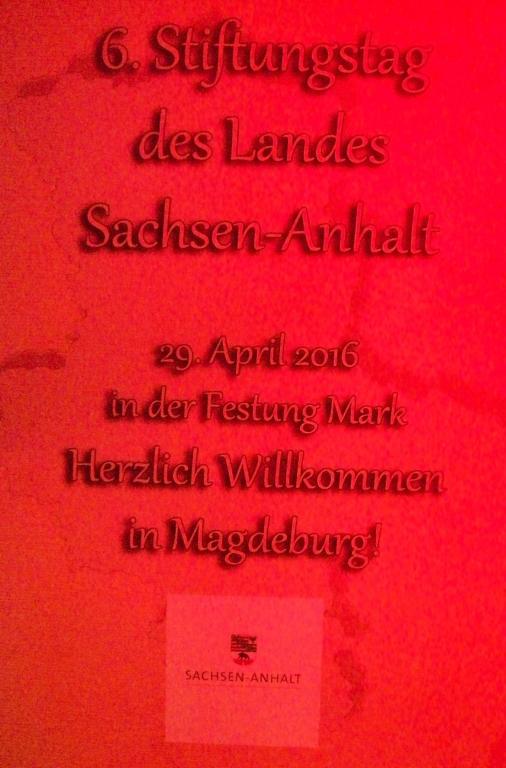 6. Stiftungstag
des Landes
Sachsen-Anhalt
29. April 2016
in der Festung Mark
Herzlich Willkommen
in Magdeburg!
SACHSEN-ANHALT